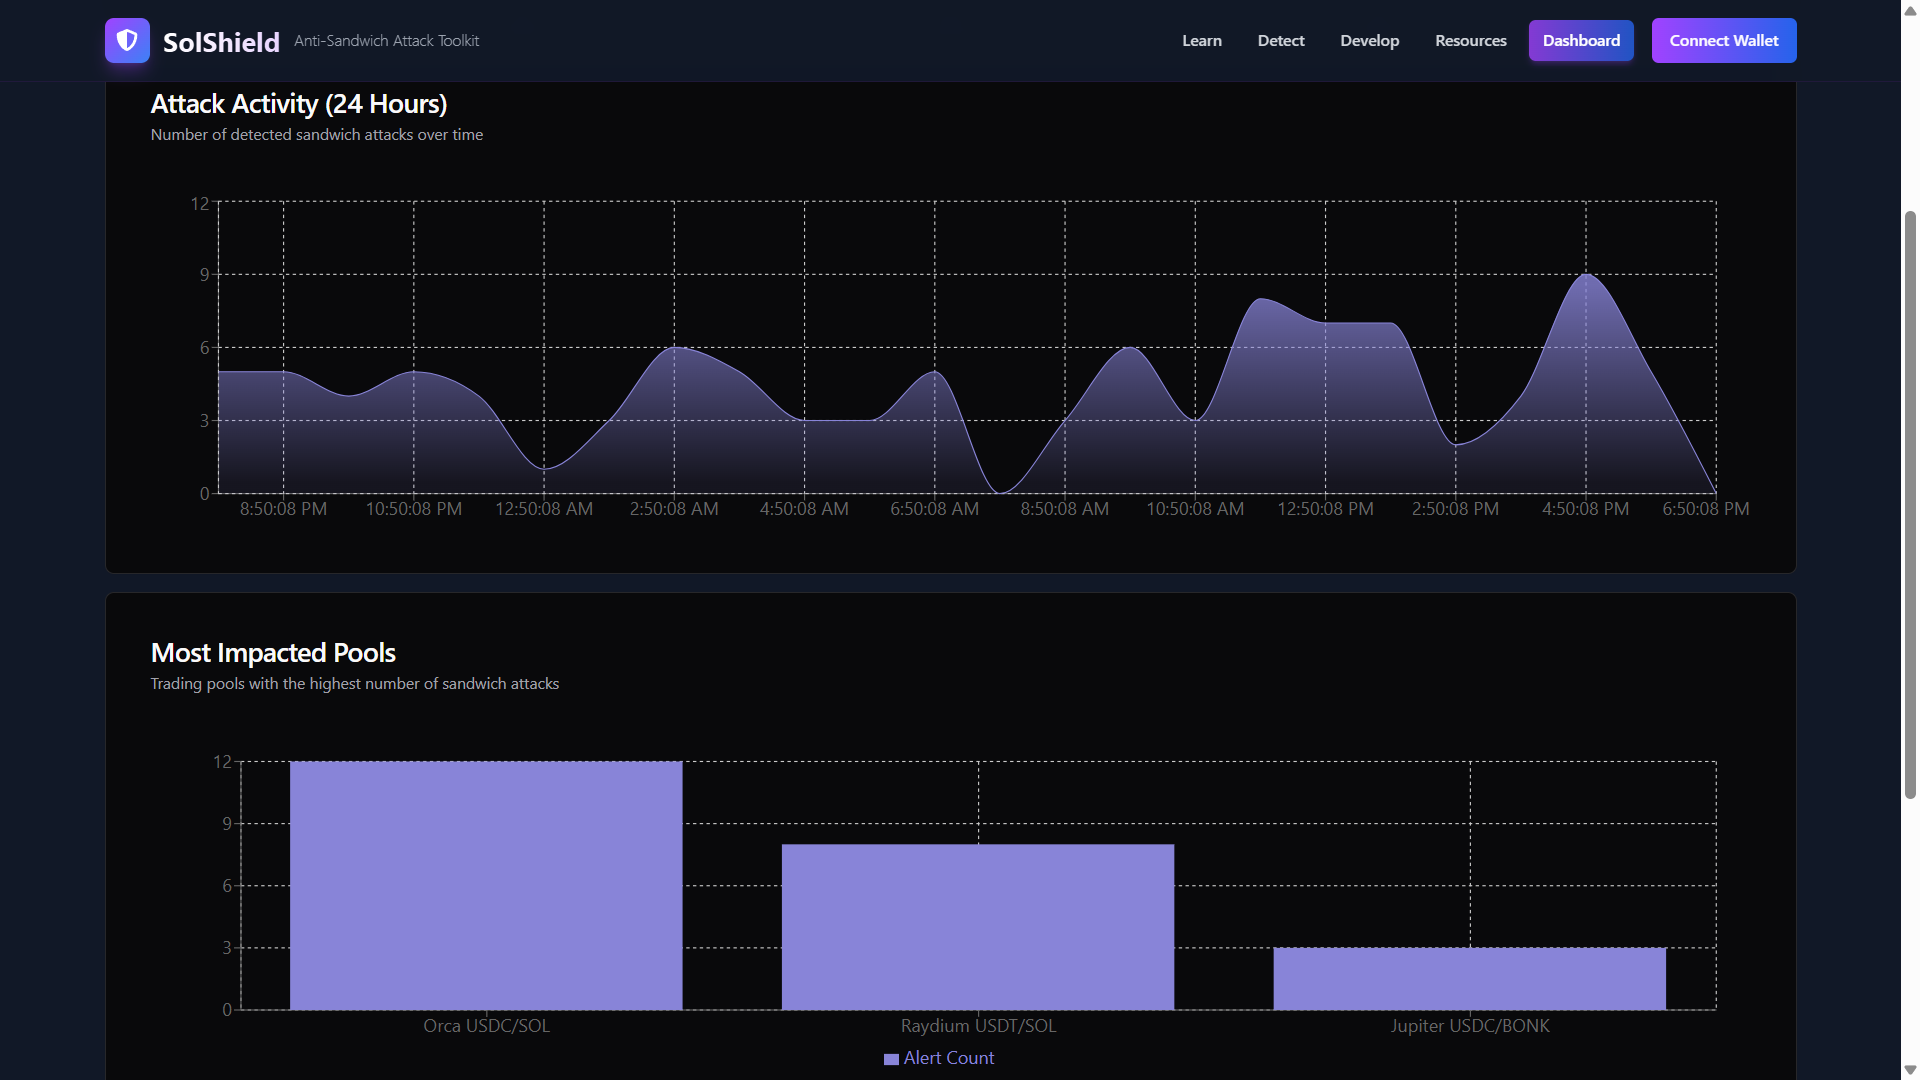 SolShield Anti-Sandwich Attack Toolkit Learn Detect Develop Resources Dashboard Connect Wallet
Attack Activity (24 Hours)
Number of detected sandwich attacks over time
12
9
6
3
0
8:50:08 PM 10:50:08 PM 12:50:08 AM 2:50:08 AM 4:50:08 AM 6:50:08 AM 8:50:08 AM 10:50:08 AM 12:50:08 PM 2:50:08 PM 4:50:08 PM 6:50:08 PM
Most Impacted Pools
Trading pools with the highest number of sandwich attacks
12
9
6
3
0
Orca USDC/SOL Raydium USDT/SOL Jupiter USDC/BONK
Alert Count